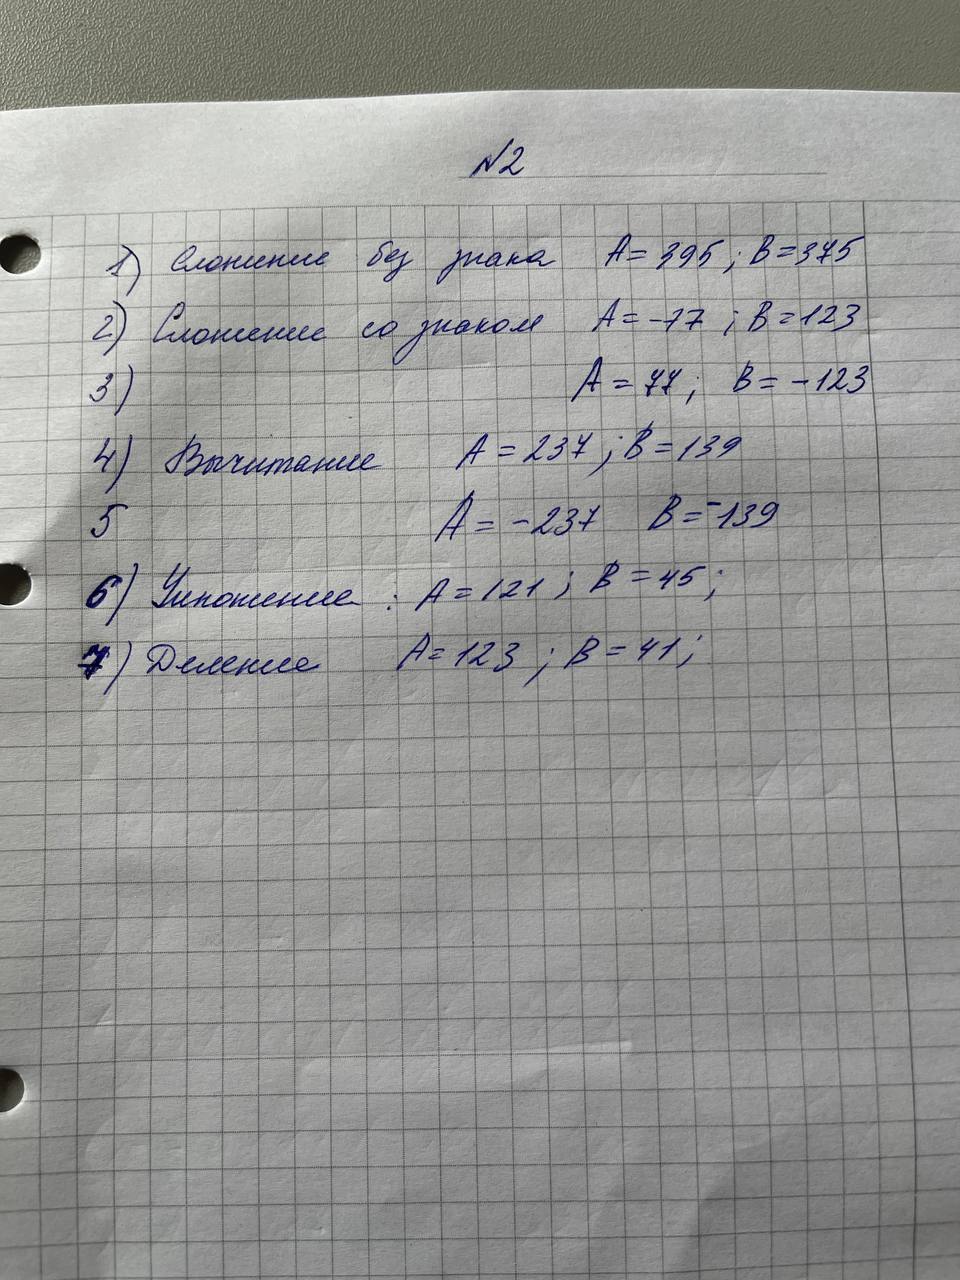 №2
1) Сложение без знака A = 395 ; B = 375
2) Сложение со знаком A = -77 ; B = 123
3) A = 77 ; B = -123
4) Вычитание A = 237 ; B = 139
5 A = -237 B = -139
6) Умножение : A = 121 ; B = 45 ;
7) Деление A = 123 ; B = 41 ;